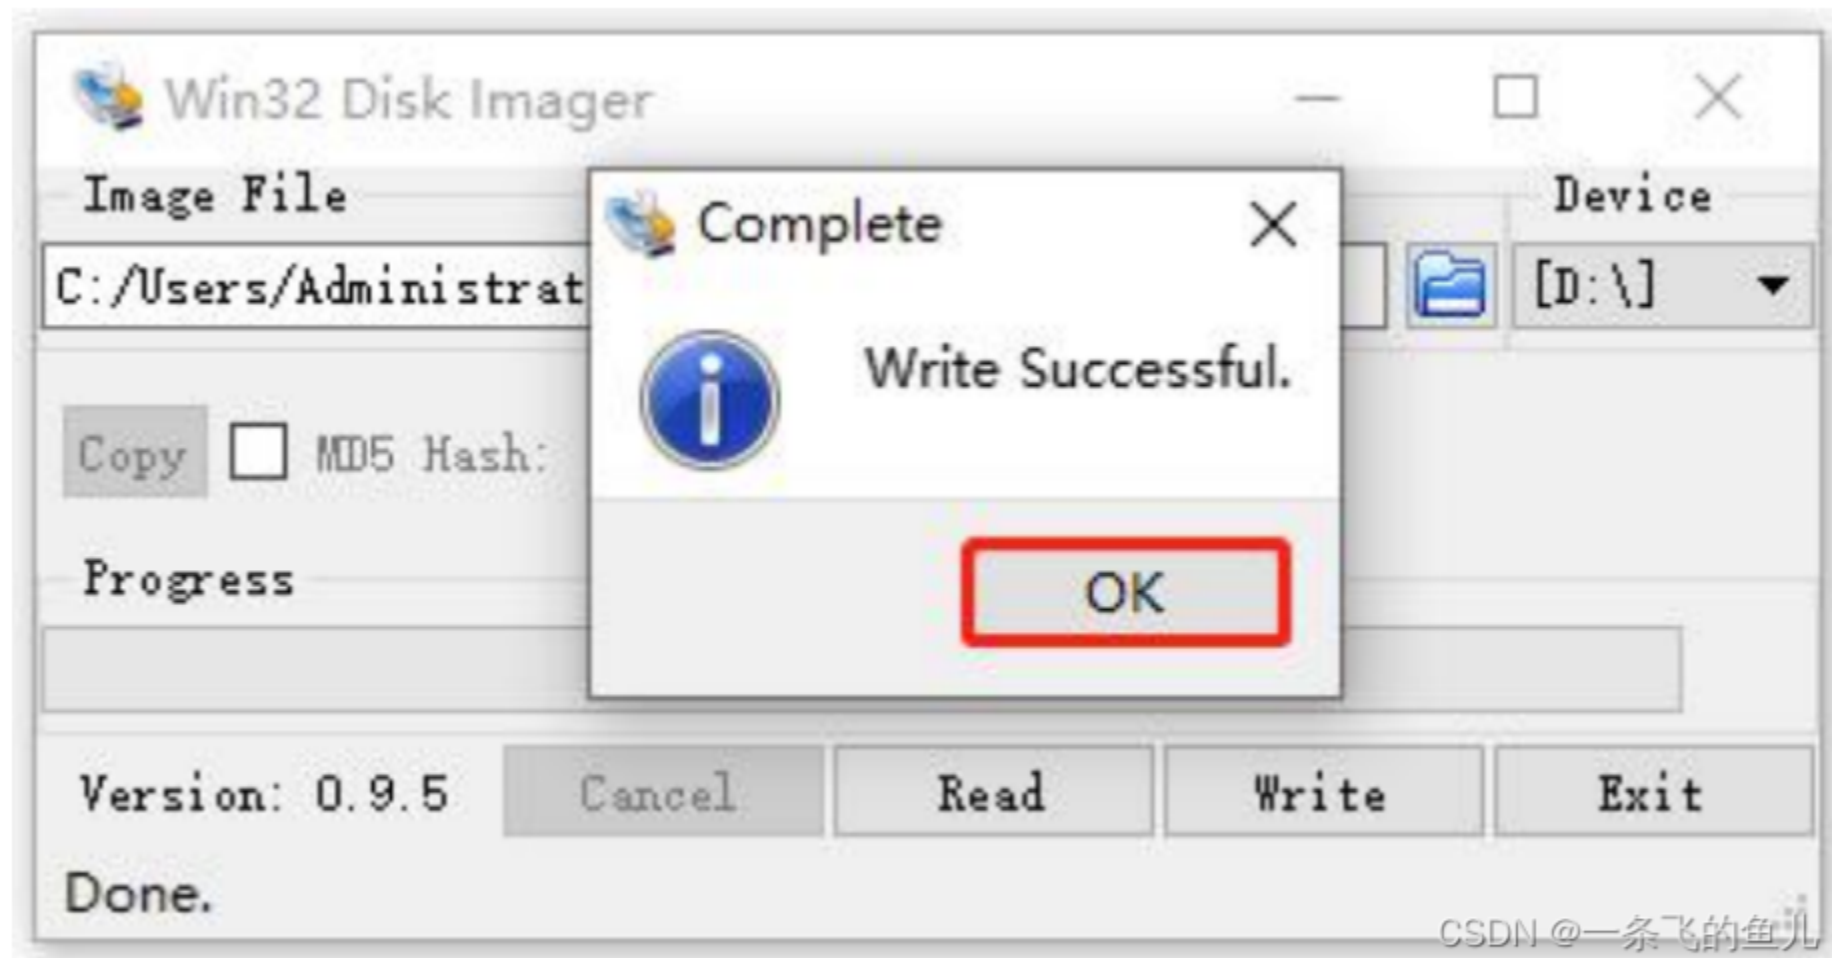 Win32 Disk Imager
Image File
Device
C:/Users/Administrat
[D:\]
Complete
Write Successful.
OK
Copy
MD5 Hash:
Progress
Version: 0.9.5
Cancel
Read
Write
Exit
Done.
CSDN @一条飞的鱼儿